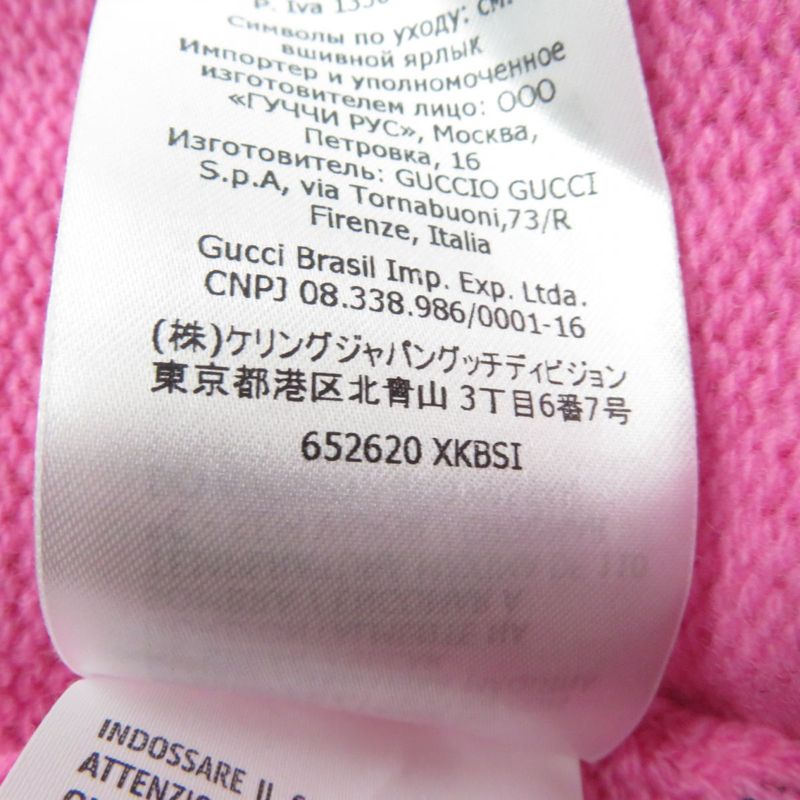 P. Iva
Символы по уходу: см.
вшивной ярлык
Импортер и уполномоченное
изготовителем лицо: ООО
«ГУЧЧИ РУС», Москва,
Петровка, 16
Изготовитель: GUCCIO GUCCI
S.p.A, via Tornabuoni,73/R
Firenze, Italia
Gucci Brasil Imp. Exp. Ltda.
CNPJ 08.338.986/0001-16
(株)ケリングジャパングッチディビジョン
東京都港区北青山 3丁目6番7号
652620 XKBSI
INDOSSARE IL